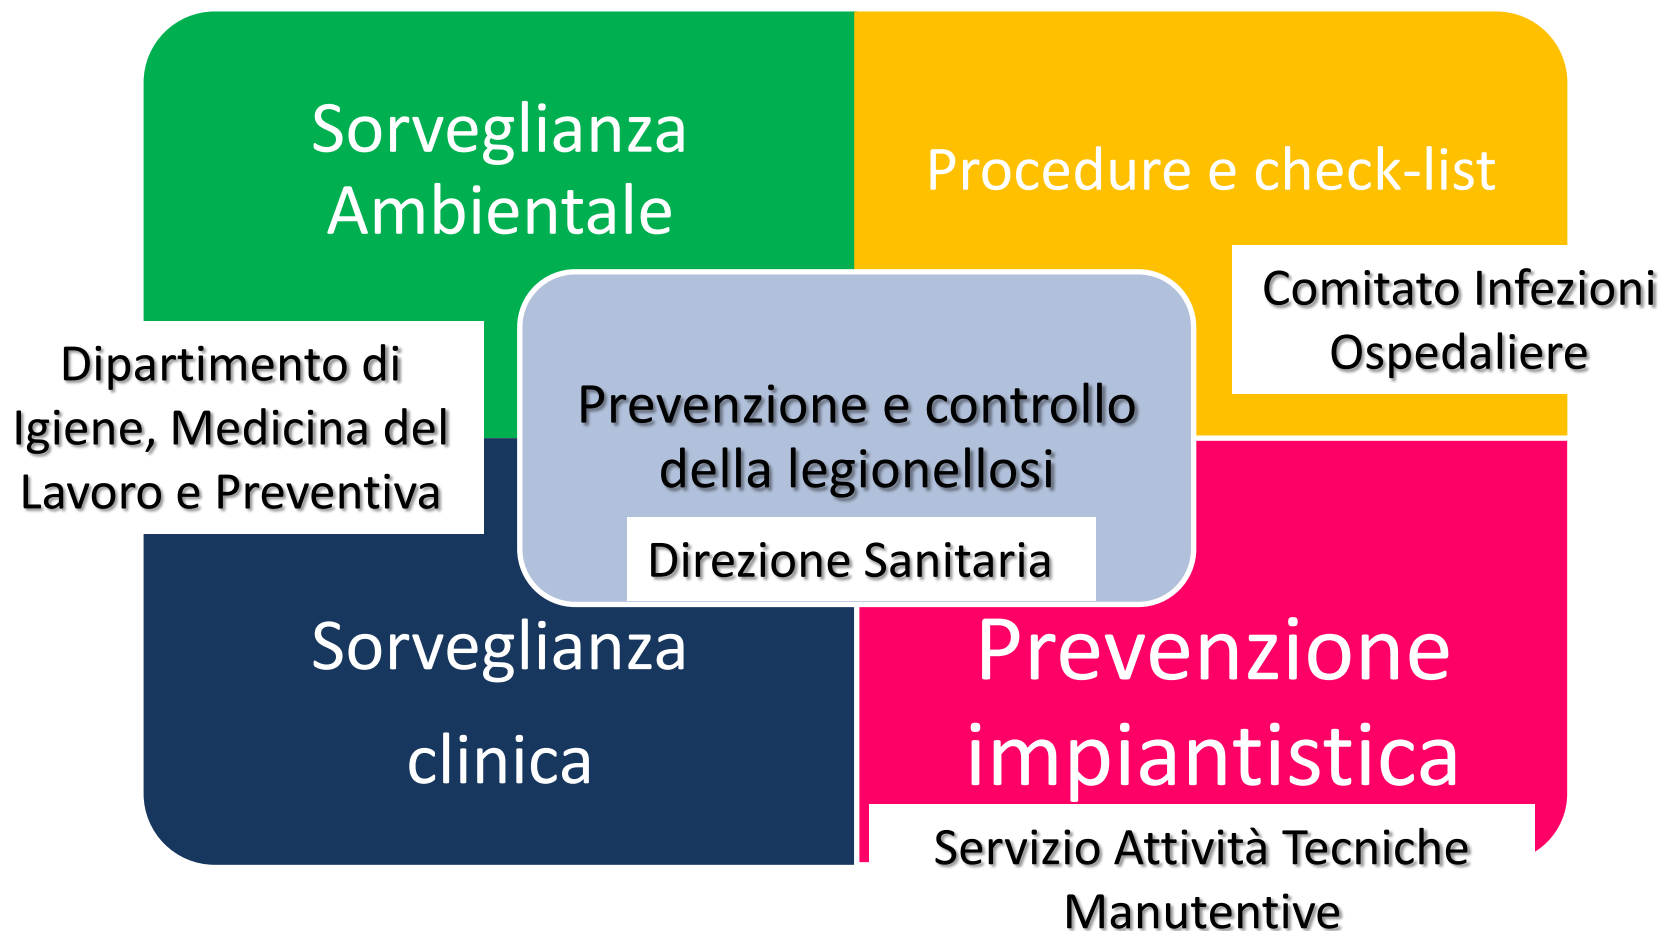 Sorveglianza
Ambientale
Procedure e check-list
Comitato Infezioni
Ospedaliere
Dipartimento di
Igiene, Medicina del
Lavoro e Preventiva
Prevenzione e controllo
della legionellosi
Direzione Sanitaria
Sorveglianza
clinica
Prevenzione
impiantistica
Servizio Attività Tecniche
Manutentive